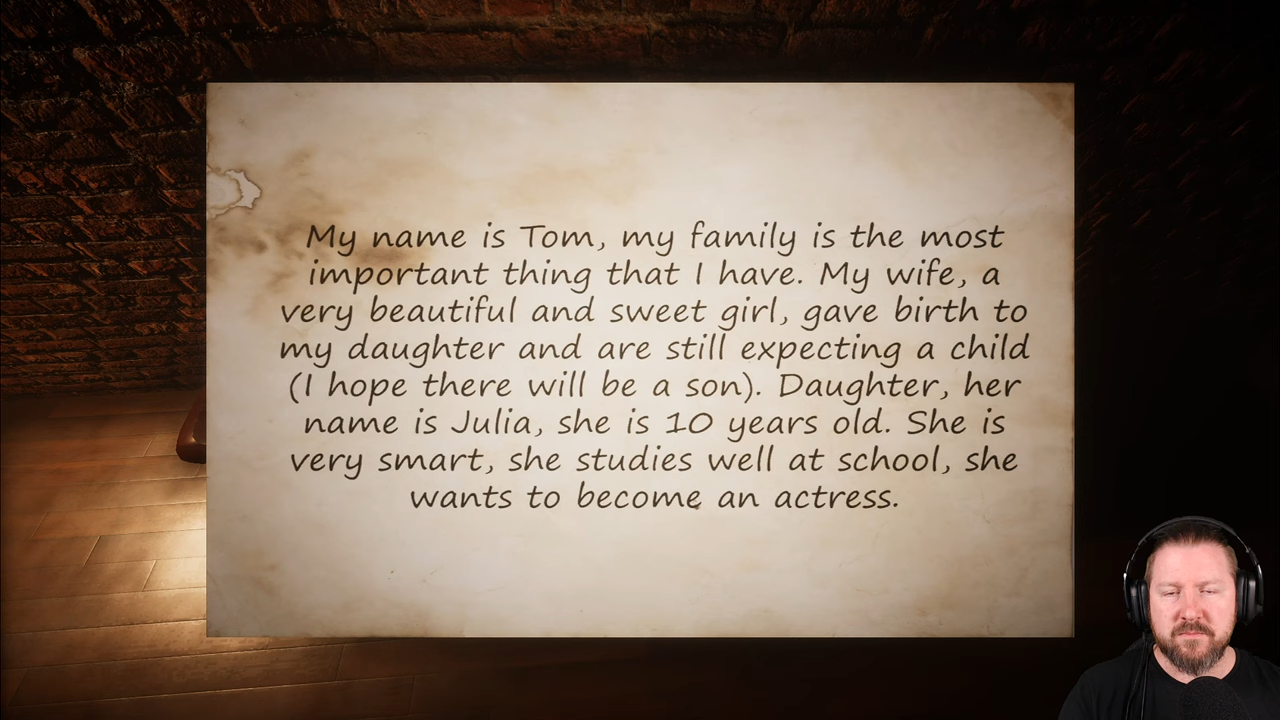 My name is Tom, my family is the most
important thing that I have. My wife, a
very beautiful and sweet girl, gave birth to
my daughter and are still expecting a child
(I hope there will be a son). Daughter, her
name is Julia, she is 10 years old. She is
very smart, she studies well at school, she
wants to become an actress.